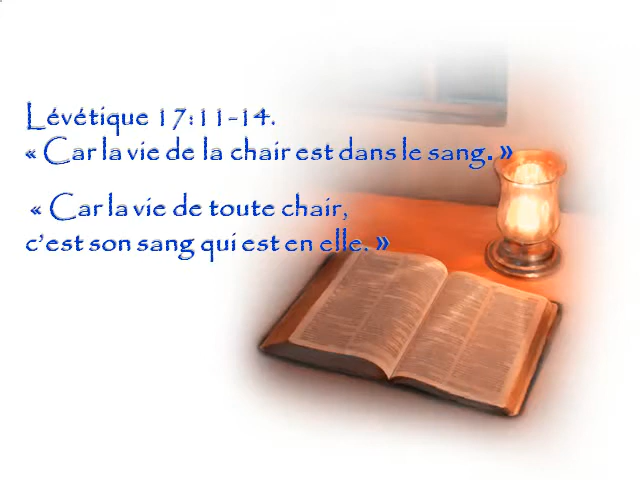 Lévétique 17:11-14.
« Car la vie de la chair est dans le sang. »
« Car la vie de toute chair,
c’est son sang qui est en elle. »